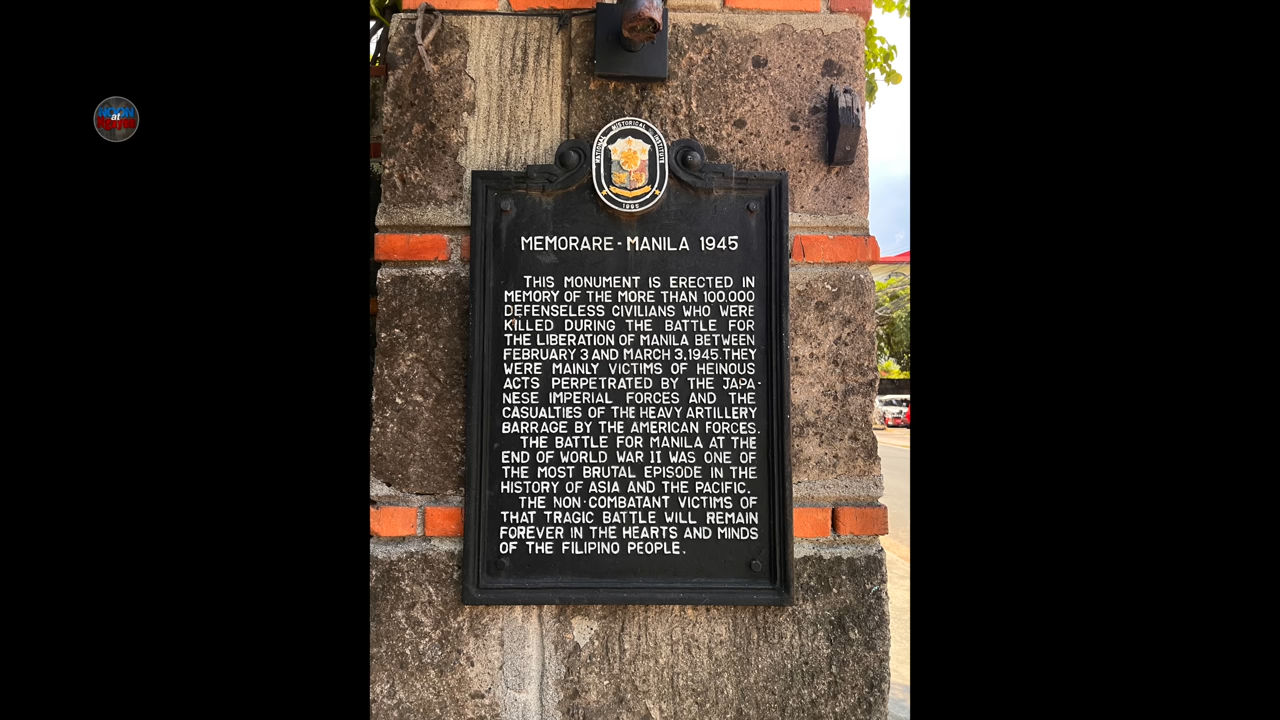 NOON
at
NGAYON
NATIONAL HISTORICAL INSTITUTE
1995
MEMORARE - MANILA 1945
THIS MONUMENT IS ERECTED IN
MEMORY OF THE MORE THAN 100,000
DEFENSELESS CIVILIANS WHO WERE
KILLED DURING THE BATTLE FOR
THE LIBERATION OF MANILA BETWEEN
FEBRUARY 3 AND MARCH 3, 1945. THEY
WERE MAINLY VICTIMS OF HEINOUS
ACTS PERPETRATED BY THE JAPA-
NESE IMPERIAL FORCES AND THE
CASUALTIES OF THE HEAVY ARTILLERY
BARRAGE BY THE AMERICAN FORCES.
THE BATTLE FOR MANILA AT THE
END OF WORLD WAR II WAS ONE OF
THE MOST BRUTAL EPISODE IN THE
HISTORY OF ASIA AND THE PACIFIC.
THE NON-COMBATANT VICTIMS OF
THAT TRAGIC BATTLE WILL REMAIN
FOREVER IN THE HEARTS AND MINDS
OF THE FILIPINO PEOPLE.